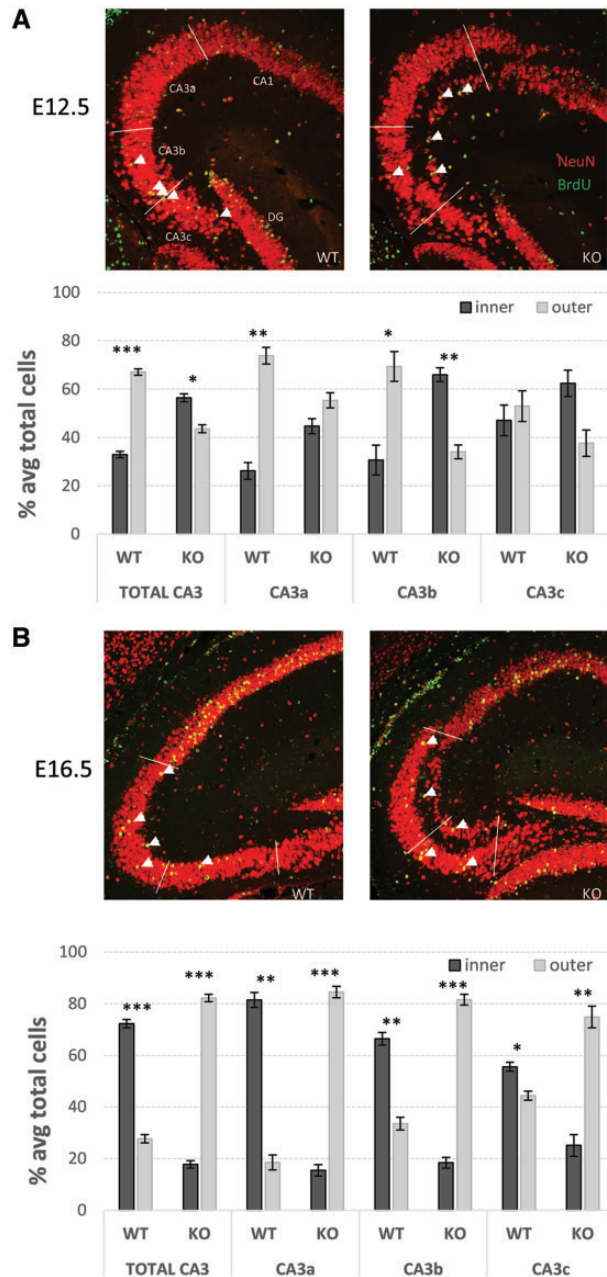 A
E12.5
CA3a
CA1
CA3b
CA3c
DG
WT
NeuN
BrdU
KO
100
80
60
40
20
0
% avg total cells
inner
outer
***
*
**
*
**
WT
KO
WT
KO
WT
KO
WT
KO
TOTAL CA3
CA3a
CA3b
CA3c
B
E16.5
WT
KO
100
80
60
40
20
0
% avg total cells
inner
outer
***
***
**
***
**
***
*
**
WT
KO
WT
KO
WT
KO
WT
KO
TOTAL CA3
CA3a
CA3b
CA3c